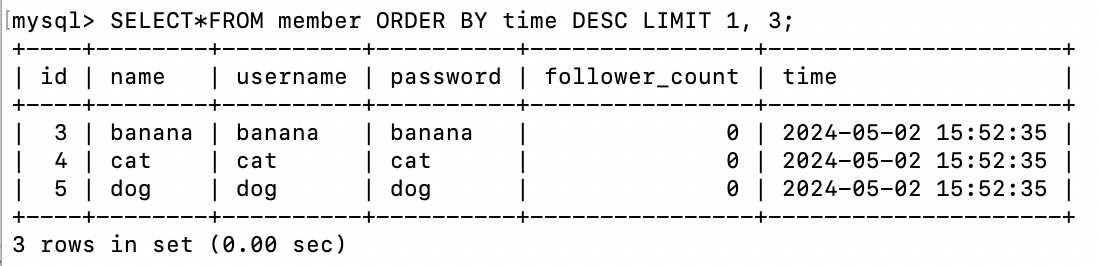 [mysql> SELECT*FROM member ORDER BY time DESC LIMIT 1, 3;
+----+--------+----------+----------+----------------+---------------------+
| id | name   | username | password | follower_count | time                |
+----+--------+----------+----------+----------------+---------------------+
|  3 | banana | banana   | banana   |              0 | 2024-05-02 15:52:35 |
|  4 | cat    | cat      | cat      |              0 | 2024-05-02 15:52:35 |
|  5 | dog    | dog      | dog      |              0 | 2024-05-02 15:52:35 |
+----+--------+----------+----------+----------------+---------------------+
3 rows in set (0.00 sec)